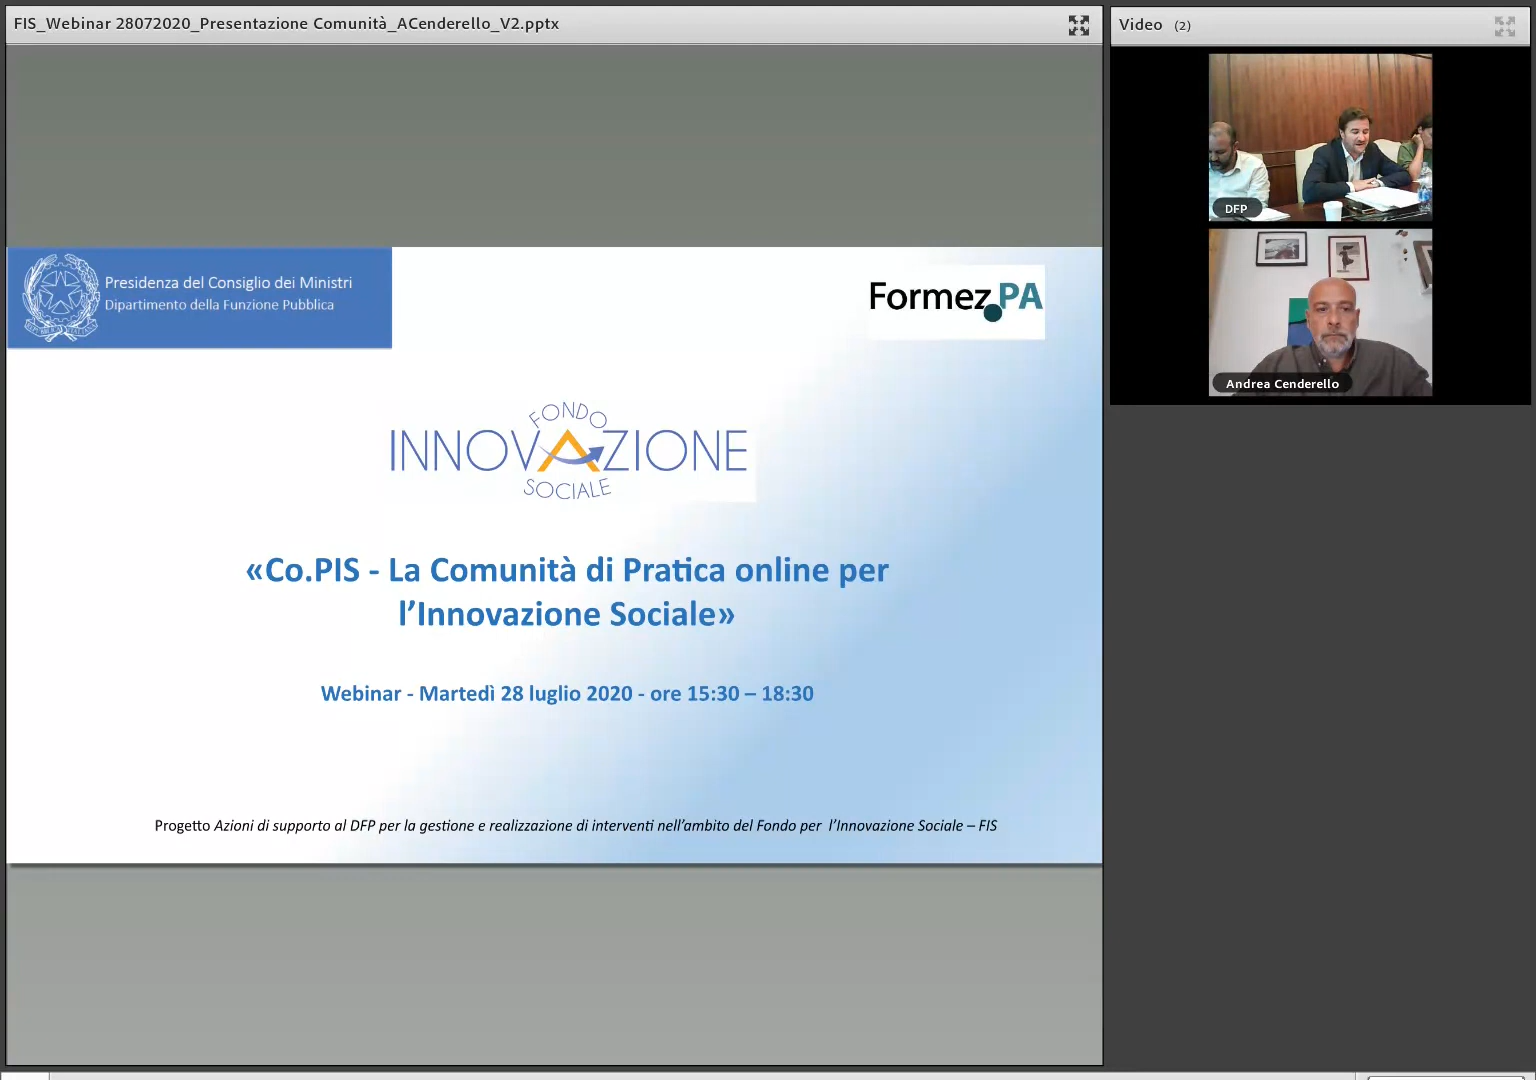 FIS_Webinar 28072020_Presentazione Comunità_ACenderello_V2.pptx
Video (2)
DFP
Andrea Cenderello
Presidenza del Consiglio dei Ministri
Dipartimento della Funzione Pubblica
Formez PA
FONDO
INNOVAZIONE
SOCIALE
«Co.PIS - La Comunità di Pratica online per
l’Innovazione Sociale»
Webinar - Martedì 28 luglio 2020 - ore 15:30 – 18:30
Progetto Azioni di supporto al DFP per la gestione e realizzazione di interventi nell’ambito del Fondo per l’Innovazione Sociale – FIS